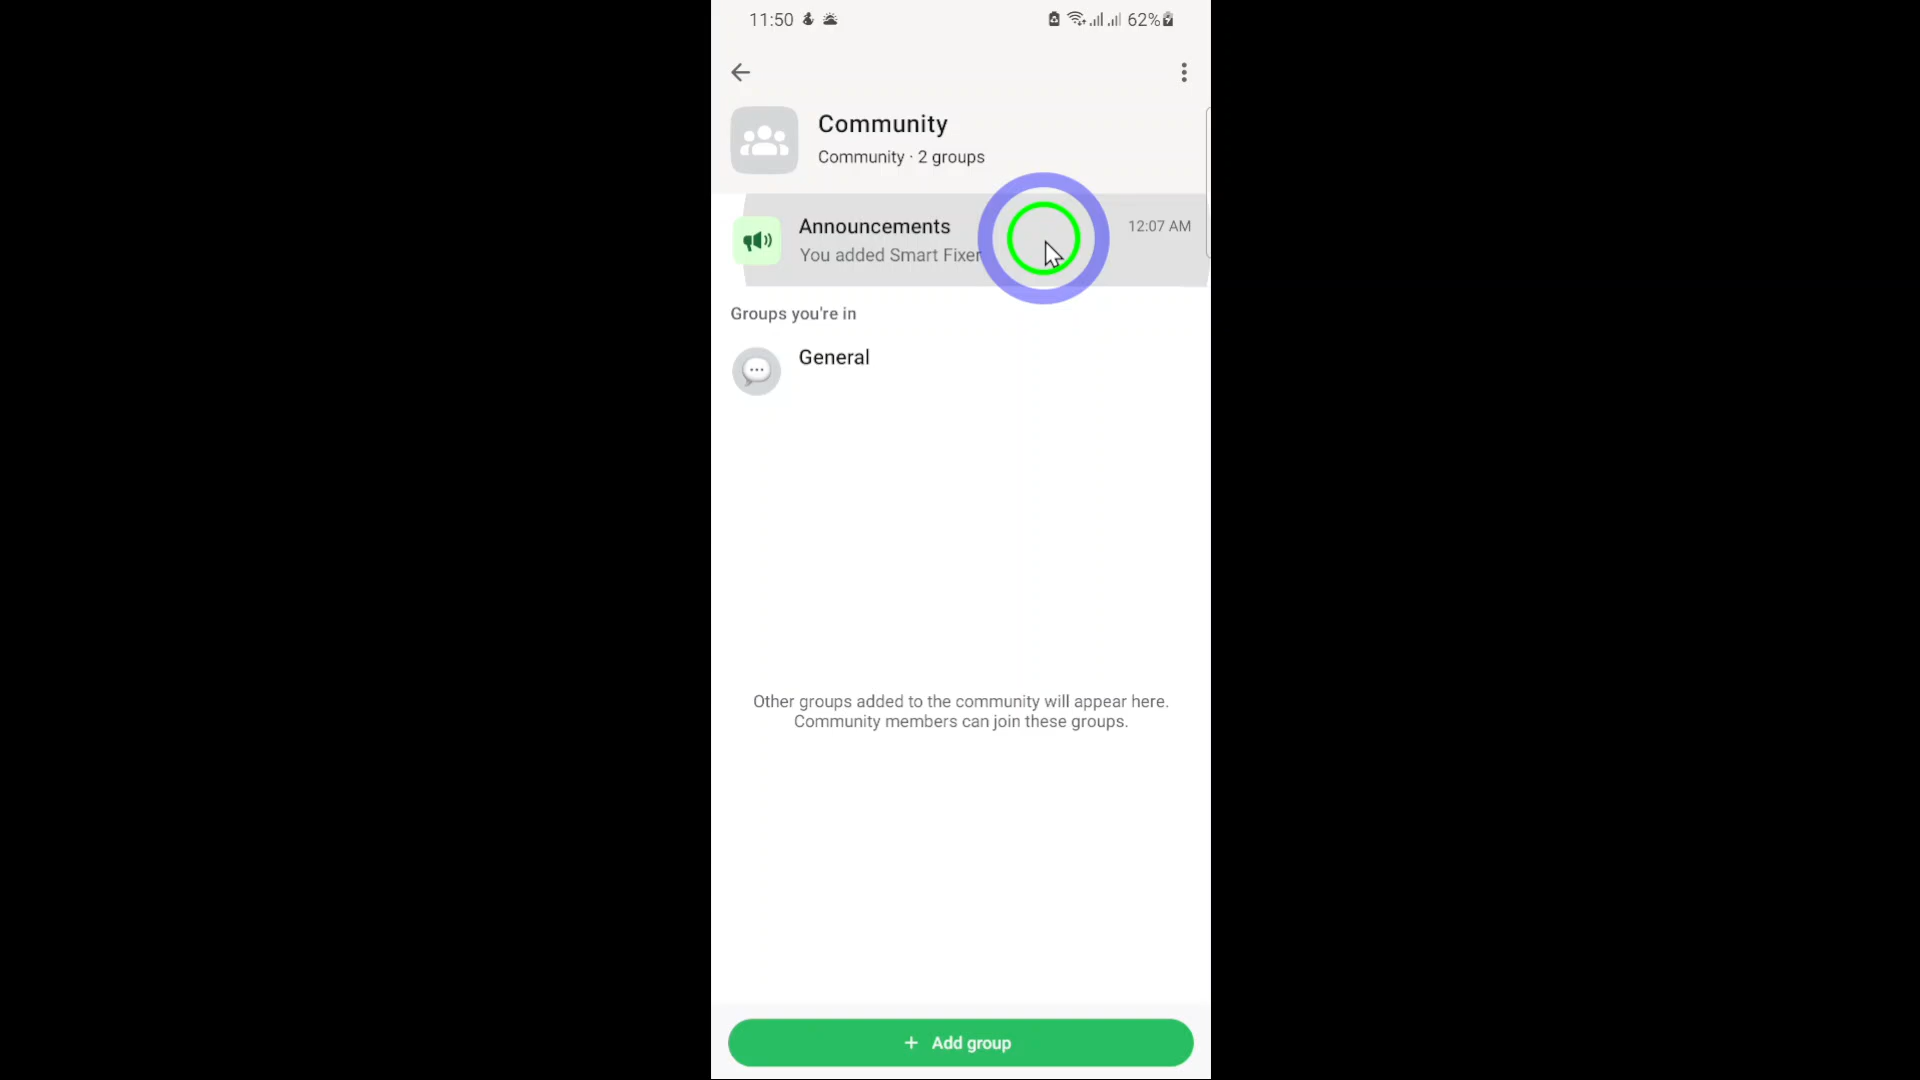 11:50
62%
Community
Community · 2 groups
Announcements
12:07 AM
You added Smart Fixer
Groups you're in
General
Other groups added to the community will appear here.
Community members can join these groups.
+ Add group